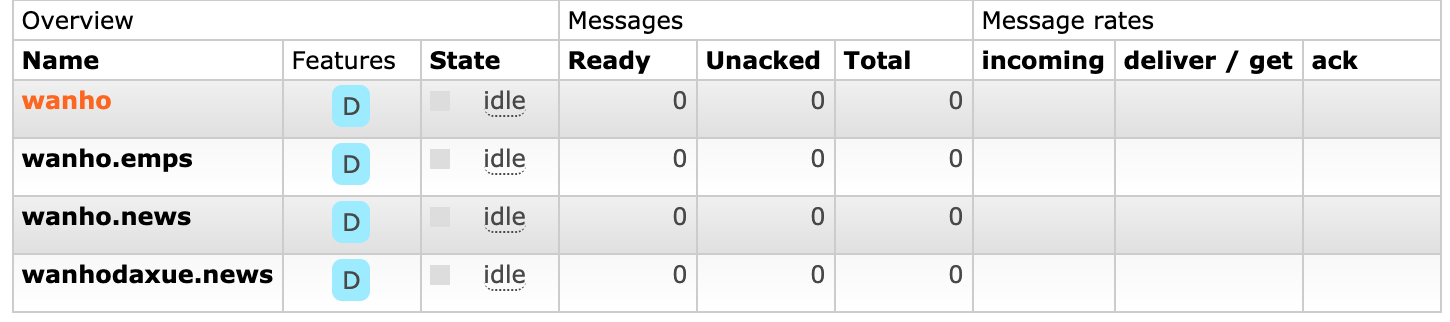 Overview Messages Message rates
Name Features State Ready Unacked Total incoming deliver / get ack
wanho D idle 0 0 0
wanho.emps D idle 0 0 0
wanho.news D idle 0 0 0
wanhodaxue.news D idle 0 0 0